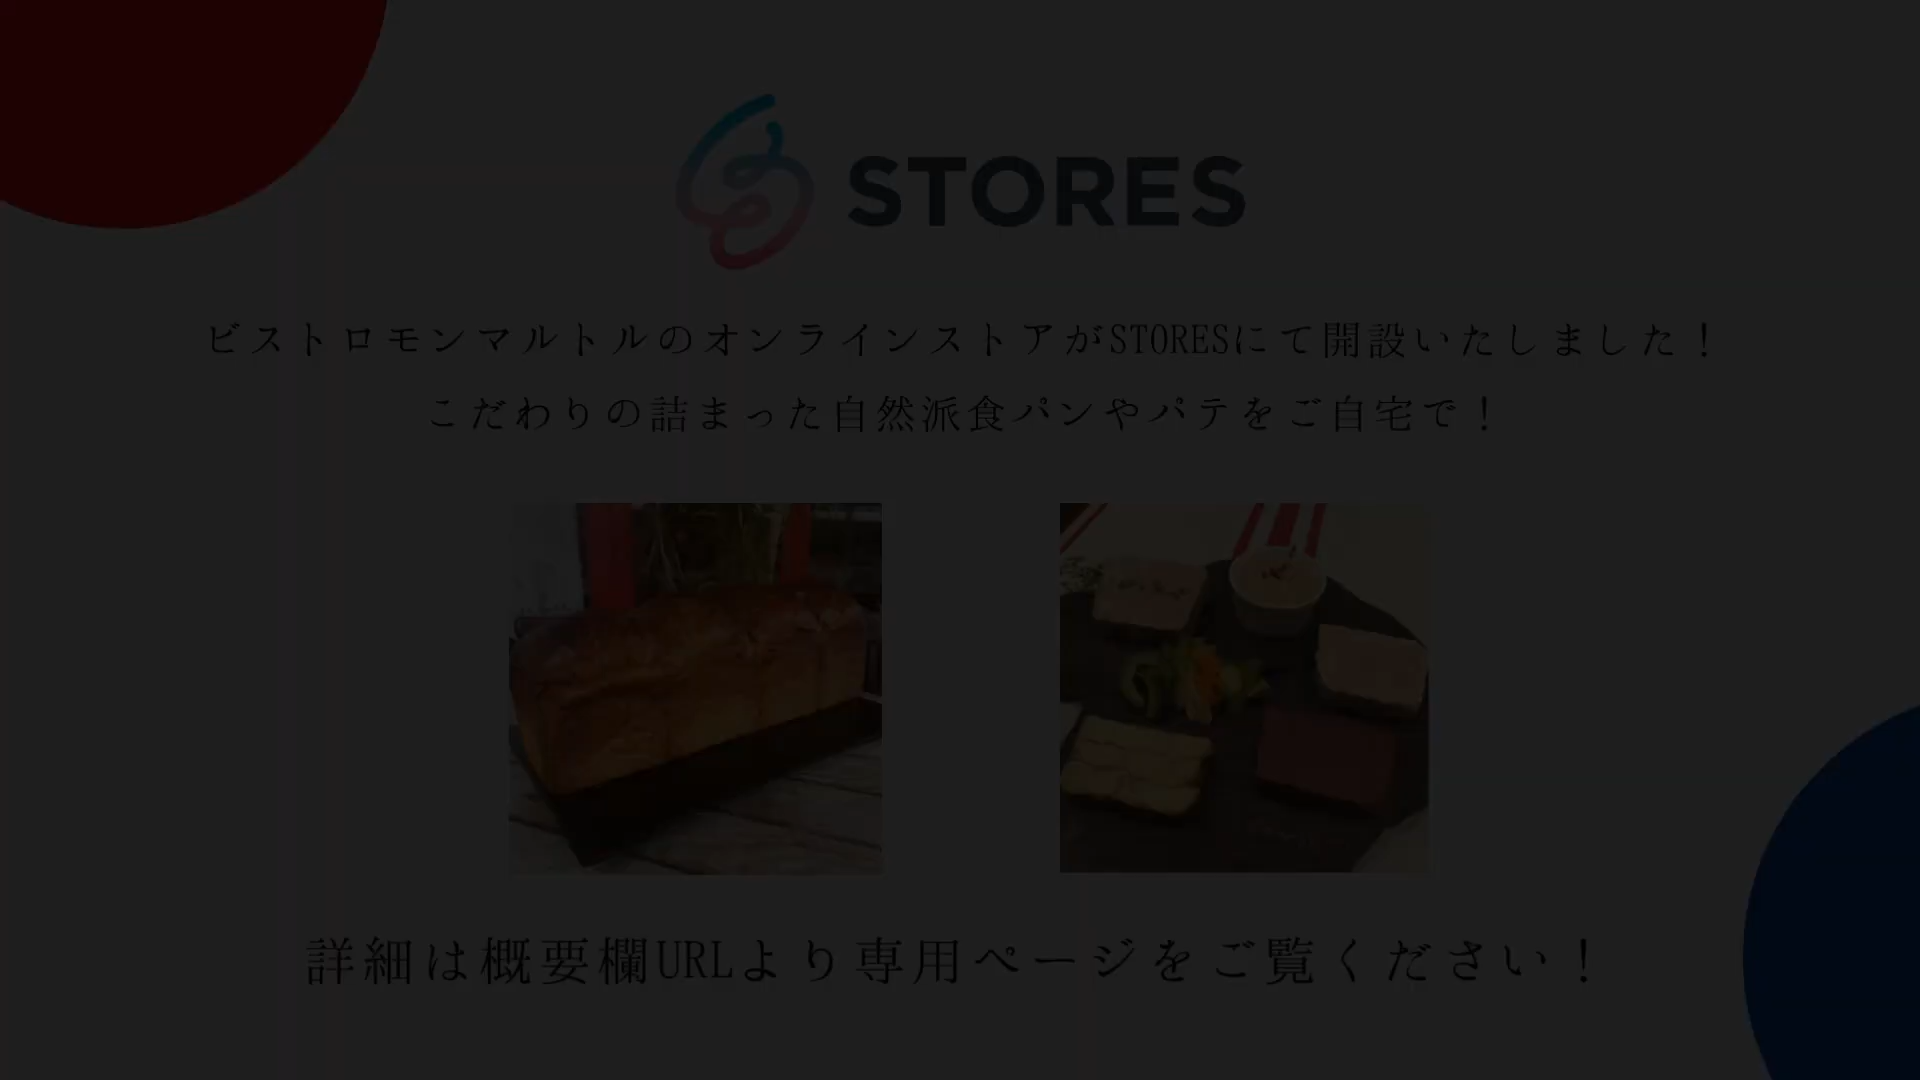 STORES
ビストロモンマルトルのオンラインストアがSTORESにて開設いたしました！
こだわりの詰まった自然派食パンやパテをご自宅で！
詳細は概要欄URLより専用ページをご覧ください！